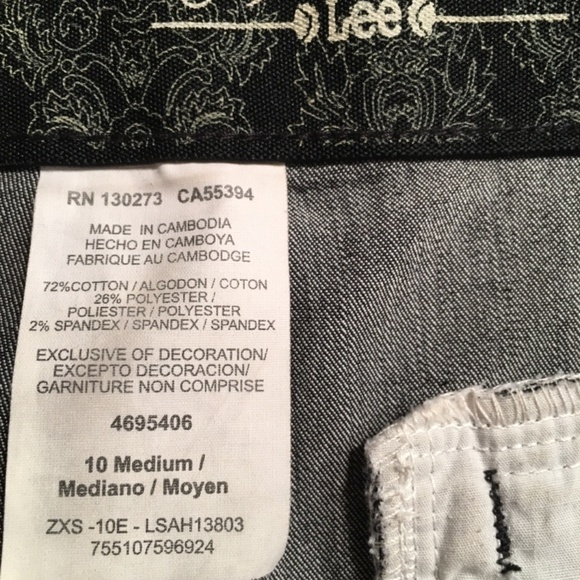 Lee
RN 130273 CA55394
MADE IN CAMBODIA
HECHO EN CAMBOYA
FABRIQUE AU CAMBODGE
72%COTTON / ALGODON / COTON
26% POLYESTER /
POLIESTER / POLYESTER
2% SPANDEX / SPANDEX / SPANDEX
EXCLUSIVE OF DECORATION/
EXCEPTO DECORACION/
GARNITURE NON COMPRISE
4695406
10 Medium /
Mediano / Moyen
ZXS -10E - LSAH13803
755107596924